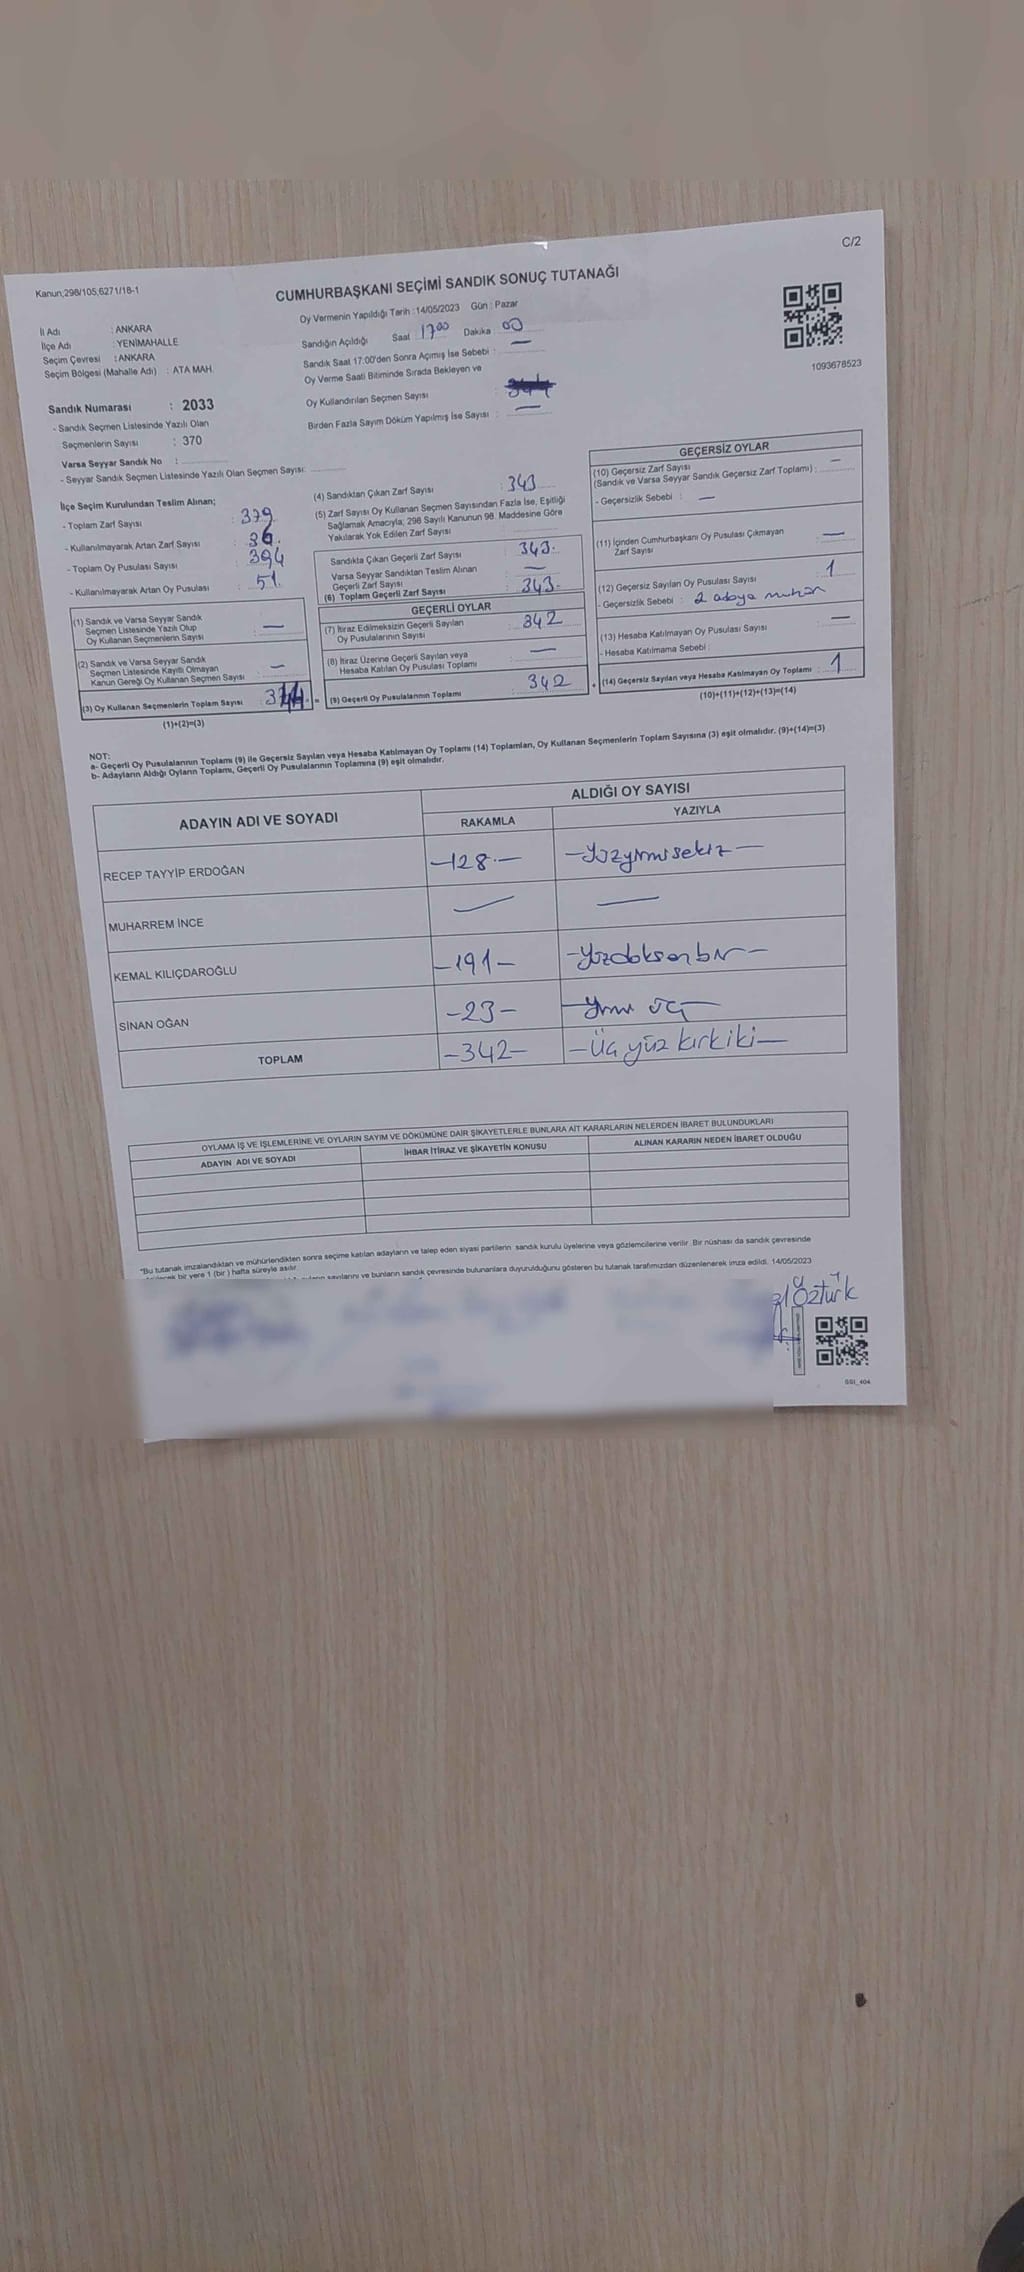 C/2
Kanun;298/105,6271/18-1
CUMHURBAŞKANI SEÇİMİ SANDIK SONUÇ TUTANAĞI
İl Adı : ANKARA
İlçe Adı : YENİMAHALLE
Seçim Çevresi : ANKARA
Seçim Bölgesi (Mahalle Adı) : ATA MAH.
Oy Vermenin Yapıldığı Tarih : 14/05/2023 Gün : Pazar
Sandığın Açıldığı Saat : 17:00 Dakika : 00
Sandık Saat 17:00'den Sonra Açımış İse Sebebi : —
Oy Verme Saati Bitiminde Sırada Bekleyen ve
Oy Kullandırılan Seçmen Sayısı :
Birden Fazla Sayım Döküm Yapılmış İse Sayısı : —
1093678523
Sandık Numarası : 2033
- Sandık Seçmen Listesinde Yazılı Olan
Seçmenlerin Sayısı : 370
Varsa Seyyar Sandık No :
- Seyyar Sandık Seçmen Listesinde Yazılı Olan Seçmen Sayısı:
İlçe Seçim Kurulundan Teslim Alınan;
- Toplam Zarf Sayısı : 379
- Kullanılmayarak Artan Zarf Sayısı : 36.
- Toplam Oy Pusulası Sayısı : 394
- Kullanılmayarak Artan Oy Pusulası : 51.
(1) Sandık ve Varsa Seyyar Sandık
Seçmen Listesinde Yazılı Olup
Oy Kullanan Seçmenlerin Sayısı : —
(2) Sandık ve Varsa Seyyar Sandık
Seçmen Listesinde Kayıtlı Olmayan
Kanun Gereği Oy Kullanan Seçmen Sayısı : —
(3) Oy Kullanan Seçmenlerin Toplam Sayısı :
(1)+(2)=(3)
(4) Sandıktan Çıkan Zarf Sayısı : 343
(5) Zarf Sayısı Oy Kullanan Seçmen Sayısından Fazla İse, Eşitliği
Sağlamak Amacıyla; 298 Sayılı Kanunun 98. Maddesine Göre
Yakılarak Yok Edilen Zarf Sayısı :
Sandıkta Çıkan Geçerli Zarf Sayısı : 343.
Varsa Seyyar Sandıktan Teslim Alınan
Geçerli Zarf Sayısı : —
(6) Toplam Geçerli Zarf Sayısı : 343.
GEÇERLİ OYLAR
(7) İtiraz Edilmeksizin Geçerli Sayılan
Oy Pusulalarının Sayısı : 342
(8) İtiraz Üzerine Geçerli Sayılan veya
Hesaba Katılan Oy Pusulası Toplamı : —
(9) Geçerli Oy Pusulalarının Toplamı : 342
GEÇERSİZ OYLAR
(10) Geçersiz Zarf Sayısı
(Sandık ve Varsa Seyyar Sandık Geçersiz Zarf Toplamı) : —
- Geçersizlik Sebebi : —
(11) İçinden Cumhurbaşkanı Oy Pusulası Çıkmayan
Zarf Sayısı : —
(12) Geçersiz Sayılan Oy Pusulası Sayısı : 1
- Geçersizlik Sebebi : 2 adaya mühür
(13) Hesaba Katılmayan Oy Pusulası Sayısı : —
- Hesaba Katılmama Sebebi :
(14) Geçersiz Sayılan veya Hesaba Katılmayan Oy Toplamı : 1
(10)+(11)+(12)+(13)=(14)
NOT:
a- Geçerli Oy Pusulalarının Toplamı (9) ile Geçersiz Sayılan veya Hesaba Katılmayan Oy Toplamı (14) Toplamları, Oy Kullanan Seçmenlerin Toplam Sayısına (3) eşit olmalıdır. (9)+(14)=(3)
b- Adayların Aldığı Oyların Toplamı, Geçerli Oy Pusulalarının Toplamına (9) eşit olmalıdır.
ADAYIN ADI VE SOYADI ALDIĞI OY SAYISI
RAKAMLA YAZIYLA
RECEP TAYYİP ERDOĞAN —128.— —Yüzyirmisekiz—
MUHARREM İNCE — —
KEMAL KILIÇDAROĞLU —191— —Yüzdoksanbir—
SİNAN OĞAN —23— —Yirmi üç—
TOPLAM —342— —Üç yüz kırkiki—
OYLAMA İŞ VE İŞLEMLERİNE VE OYLARIN SAYIM VE DÖKÜMÜNE DAİR ŞİKAYETLERLE BUNLARA AİT KARARLARIN NELERDEN İBARET BULUNDUKLARI
ADAYIN ADI VE SOYADI İHBAR İTİRAZ VE ŞİKAYETİN KONUSU ALINAN KARARIN NEDEN İBARET OLDUĞU
*Bu tutanak imzalandıktan ve mühürlendikten sonra seçime katılan adayların ve talep eden siyasi partilerin sandık kurulu üyelerine veya gözlemcilerine verilir. Bir nüshası da sandık çevresinde
bir yere 1 (bir) hafta süreyle asılır.
sayılarını ve bunların sandık çevresinde bulunanlara duyurulduğunu gösteren bu tutanak tarafımızdan düzenlenerek imza edildi. 14/05/2023
Öztürk